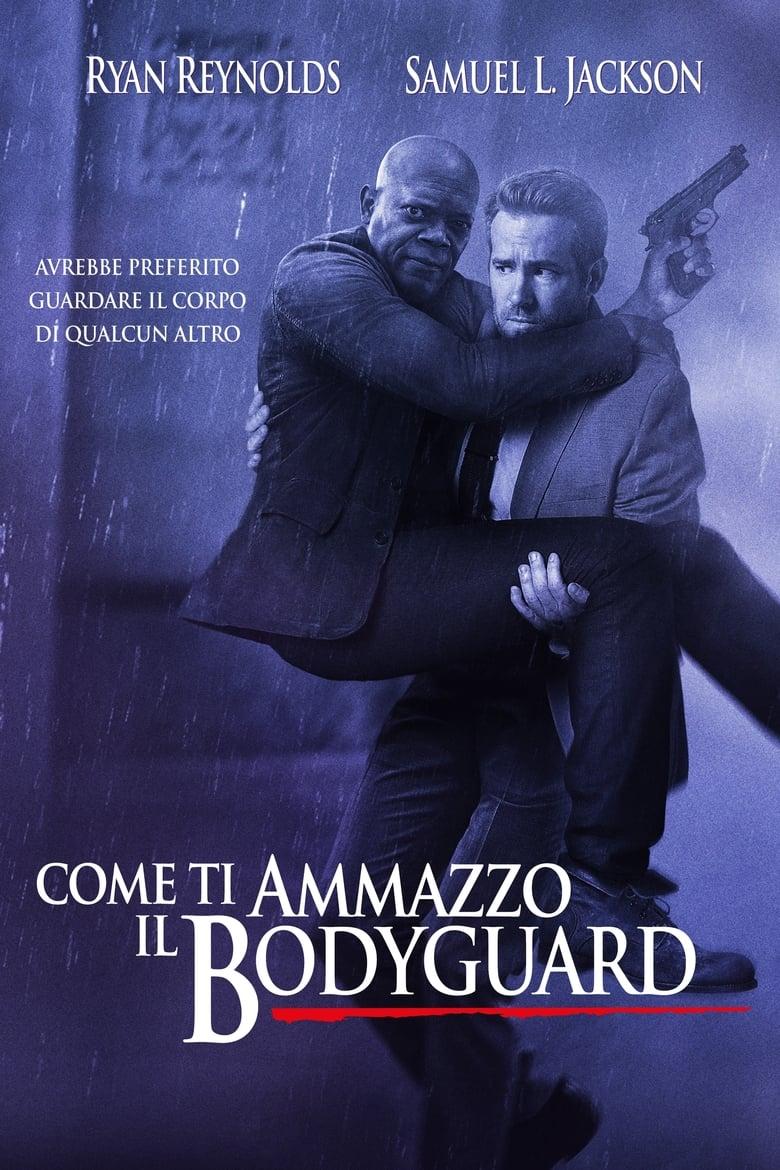 RYAN REYNOLDS SAMUEL L. JACKSON
AVREBBE PREFERITO
GUARDARE IL CORPO
DI QUALCUN ALTRO
COME TI AMMAZZO
IL BODYGUARD